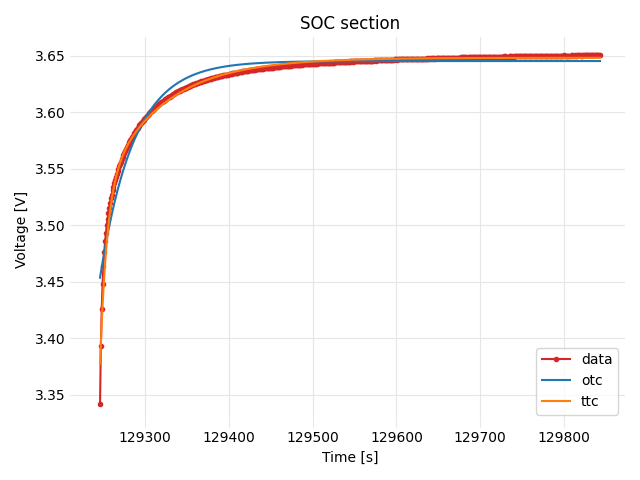 SOC section
Voltage [V]
3.65
3.60
3.55
3.50
3.45
3.40
3.35
data
otc
ttc
129300 129400 129500 129600 129700 129800
Time [s]